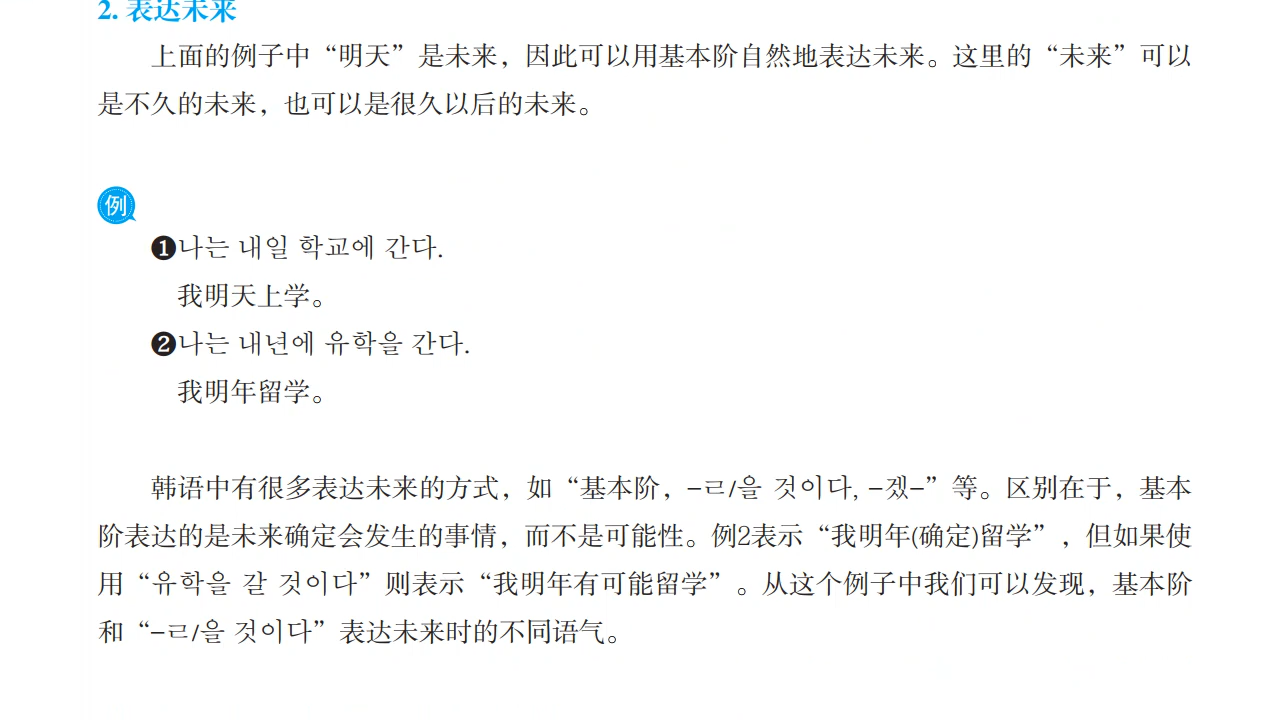 2. 表达未来
上面的例子中“明天”是未来，因此可以用基本阶自然地表达未来。这里的“未来”可以
是不久的未来，也可以是很久以后的未来。
例
❶나는 내일 학교에 간다.
我明天上学。
❷나는 내년에 유학을 간다.
我明年留学。
韩语中有很多表达未来的方式，如“基本阶，–ㄹ/을 것이다, –겠–”等。区别在于，基本
阶表达的是未来确定会发生的事情，而不是可能性。例2表示“我明年(确定)留学”，但如果使
用“유학을 갈 것이다”则表示“我明年有可能留学”。从这个例子中我们可以发现，基本阶
和“–ㄹ/을 것이다”表达未来时的不同语气。